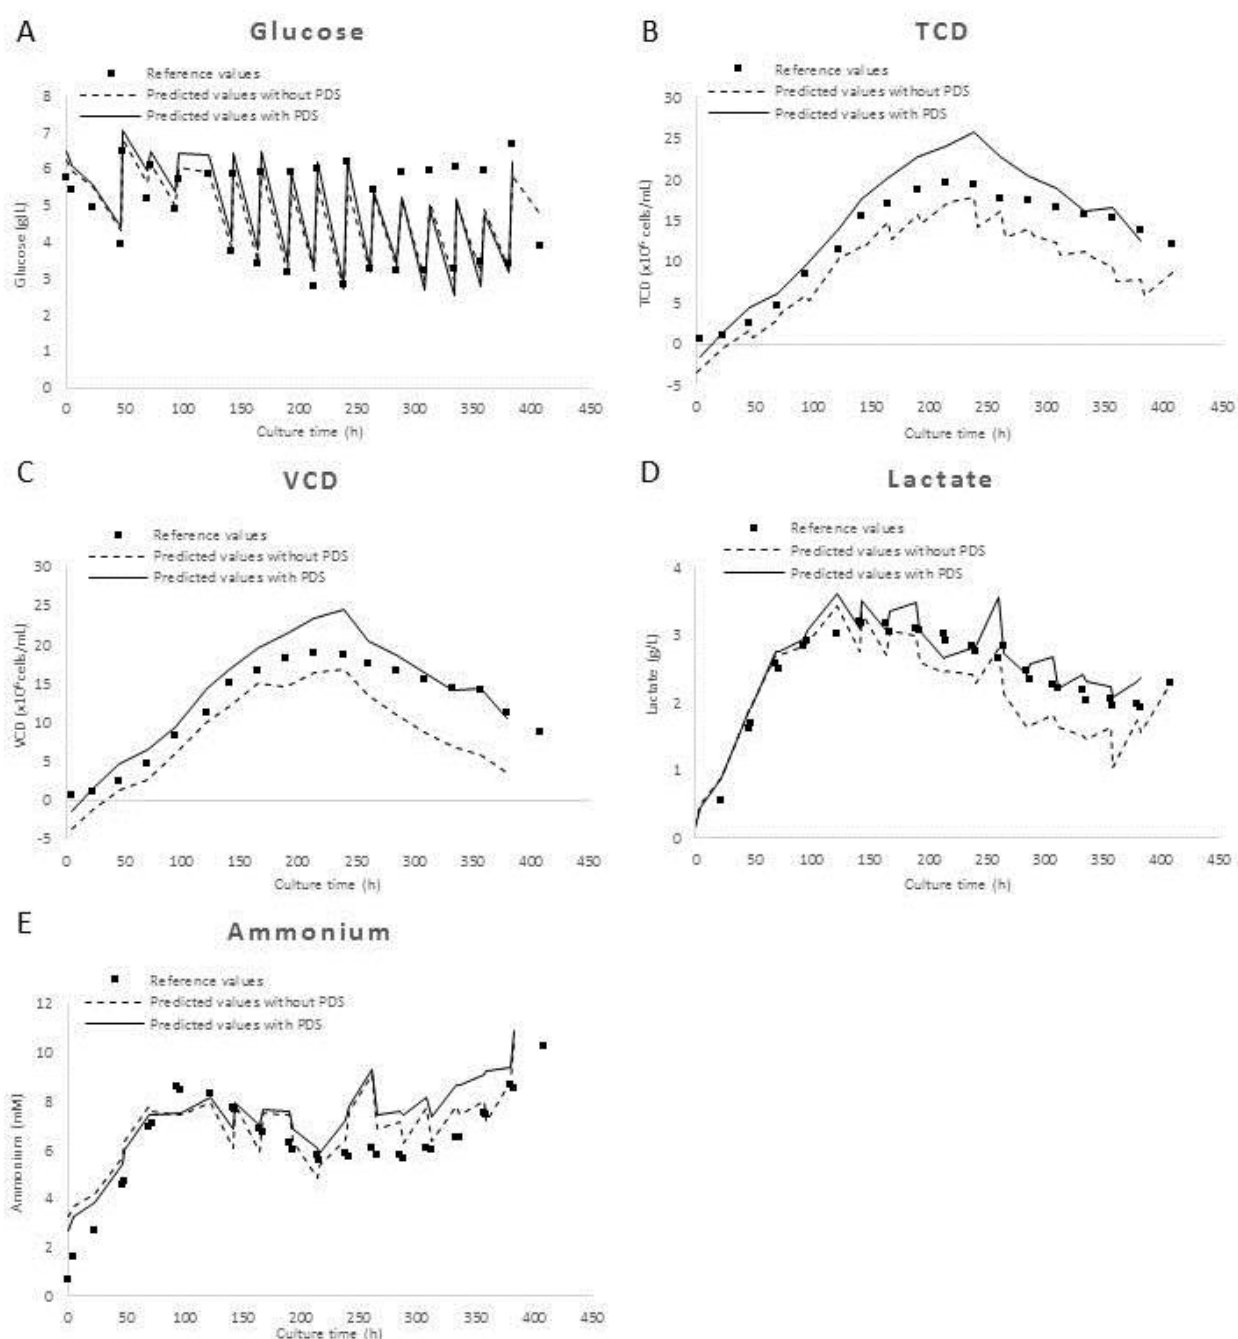 A
Glucose
Reference values
Predicted values without PDS
Predicted values with PDS
8
7
6
5
4
3
2
1
0
Glucose (g/L)
0 50 100 150 200 250 300 350 400 450
Culture time (h)
B
TCD
Reference values
Predicted values without PDS
Predicted values with PDS
30
25
20
15
10
5
0
-5
TCD (x10⁶ cells/mL)
0 50 100 150 200 250 300 350 400 450
Culture time (h)
C
VCD
Reference values
Predicted values without PDS
Predicted values with PDS
30
25
20
15
10
5
0
-5
VCD (x10⁶ cells/mL)
0 50 100 150 200 250 300 350 400 450
Culture time (h)
D
Lactate
Reference values
Predicted values without PDS
Predicted values with PDS
4
3
2
1
0
Lactate (g/L)
0 50 100 150 200 250 300 350 400 450
Culture time (h)
E
Ammonium
Reference values
Predicted values without PDS
Predicted values with PDS
12
10
8
6
4
2
0
Ammonium (mM)
0 50 100 150 200 250 300 350 400 450
Culture time (h)